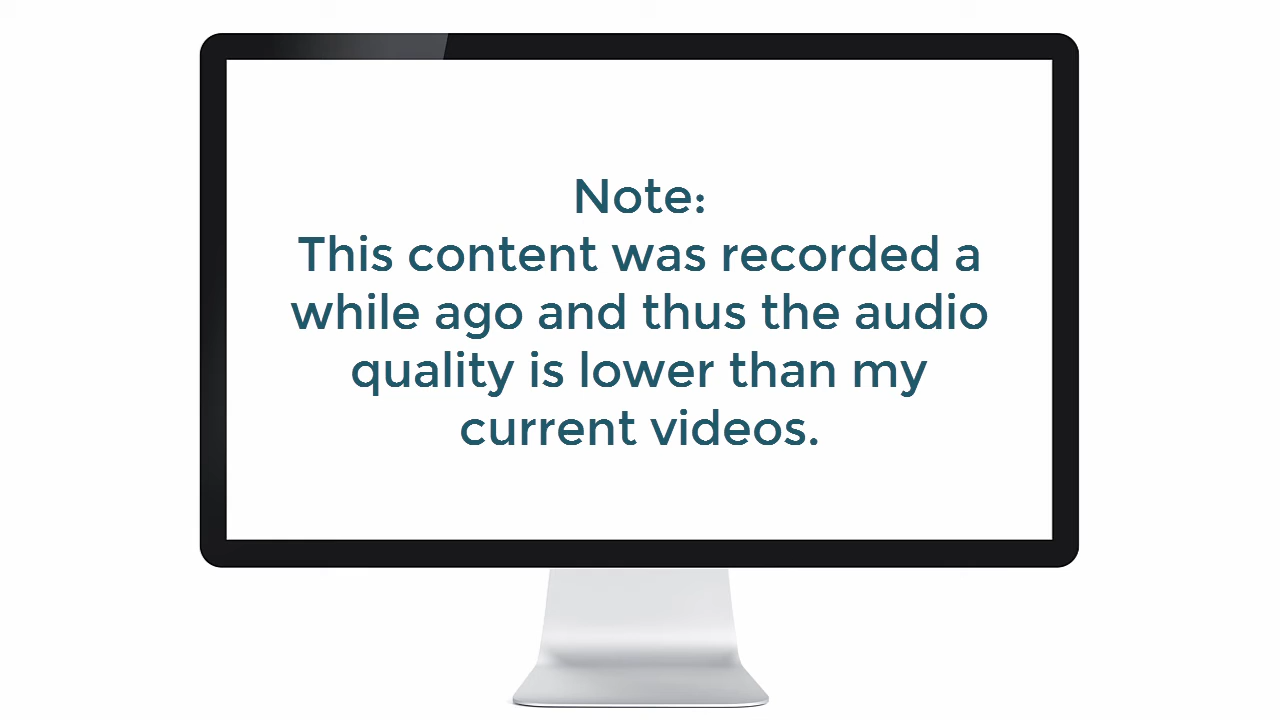 Note:
This content was recorded a
while ago and thus the audio
quality is lower than my
current videos.